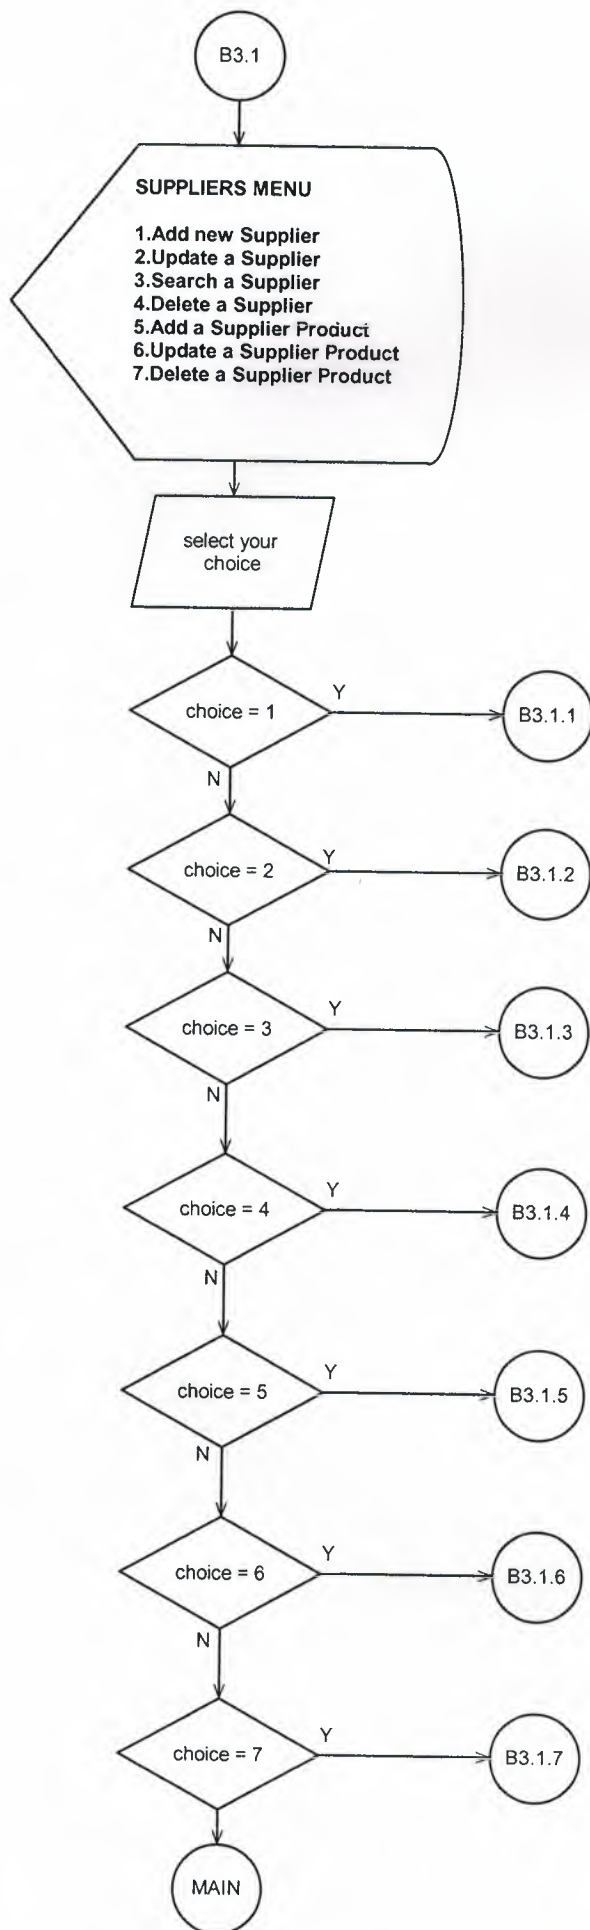 B3.1
SUPPLIERS MENU
1.Add new Supplier
2.Update a Supplier
3.Search a Supplier
4.Delete a Supplier
5.Add a Supplier Product
6.Update a Supplier Product
7.Delete a Supplier Product
select your
choice
choice = 1
Y
B3.1.1
N
choice = 2
Y
B3.1.2
N
choice = 3
Y
B3.1.3
N
choice = 4
Y
B3.1.4
N
choice = 5
Y
B3.1.5
N
choice = 6
Y
B3.1.6
N
choice = 7
Y
B3.1.7
MAIN